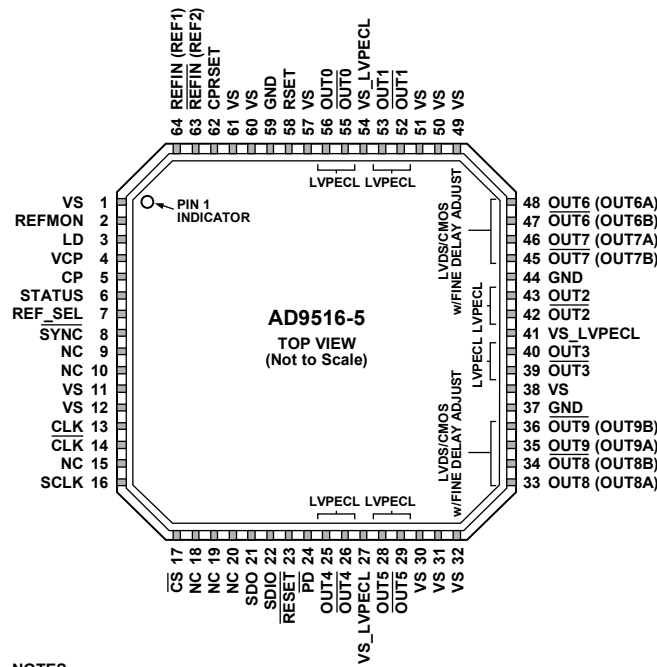 64 REFIN (REF1)
63 REFIN (REF2)
62 CPRSET
61 VS
60 VS
59 GND
58 RSET
57 VS
56 OUT0
55 OUT0
54 VS_LVPECL
53 OUT1
52 OUT1
51 VS
50 VS
49 VS
LVPECL LVPECL
VS 1
REFMON 2
LD 3
VCP 4
CP 5
STATUS 6
REF_SEL 7
SYNC 8
NC 9
NC 10
VS 11
VS 12
CLK 13
CLK 14
NC 15
SCLK 16
PIN 1
INDICATOR
AD9516-5
TOP VIEW
(Not to Scale)
LVDS/CMOS
w/FINE DELAY ADJUST
LVPECL LVPECL
LVDS/CMOS
w/FINE DELAY ADJUST
48 OUT6 (OUT6A)
47 OUT6 (OUT6B)
46 OUT7 (OUT7A)
45 OUT7 (OUT7B)
44 GND
43 OUT2
42 OUT2
41 VS_LVPECL
40 OUT3
39 OUT3
38 VS
37 GND
36 OUT9 (OUT9B)
35 OUT9 (OUT9A)
34 OUT8 (OUT8B)
33 OUT8 (OUT8A)
LVPECL LVPECL
CS 17
NC 18
NC 19
NC 20
SDO 21
SDIO 22
RESET 23
PD 24
OUT4 25
OUT4 26
VS_LVPECL 27
OUT5 28
OUT5 29
VS 30
VS 31
VS 32